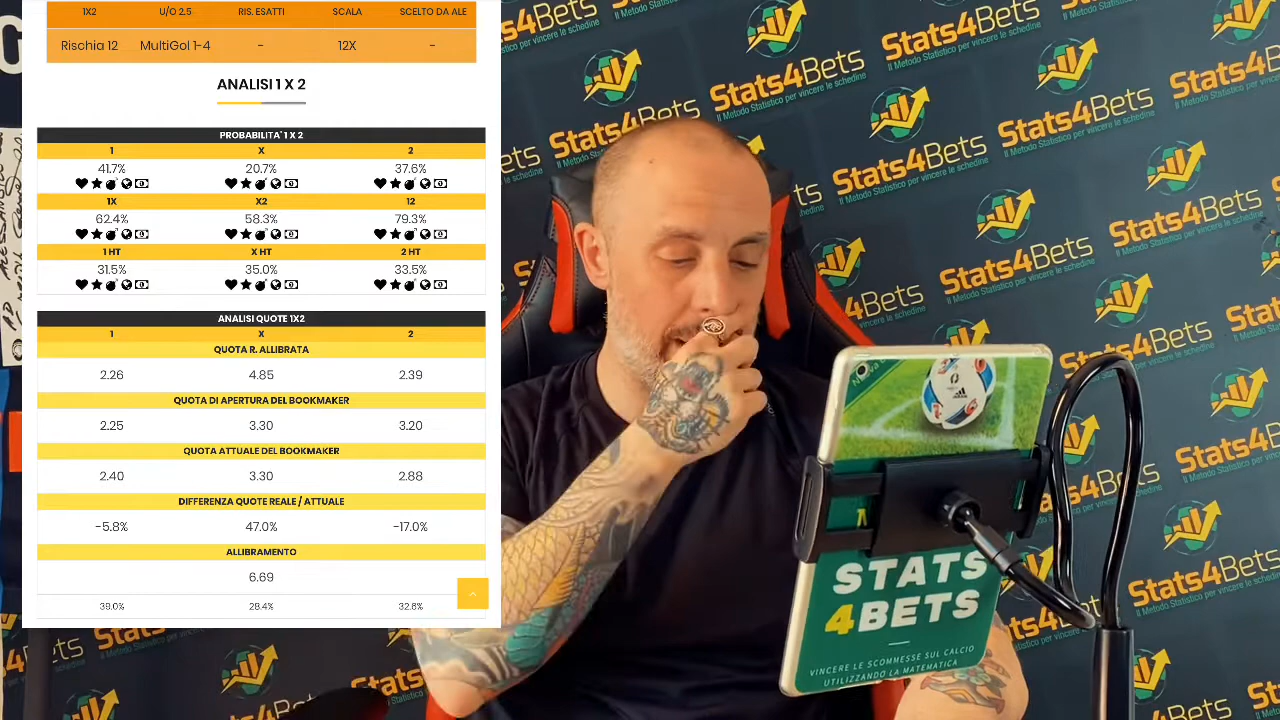 1X2 U/O 2.5 RIS. ESATTI SCALA SCELTO DA ALE
Rischia 12 MultiGol 1-4 - 12X -
ANALISI 1 X 2
PROBABILITA' 1 X 2
1 X 2
41.7% 20.7% 37.6%
1X X2 12
62.4% 58.3% 79.3%
1 HT X HT 2 HT
31.5% 35.0% 33.5%
ANALISI QUOTE 1X2
1 X 2
QUOTA R. ALLIBRATA
2.26 4.85 2.39
QUOTA DI APERTURA DEL BOOKMAKER
2.25 3.30 3.20
QUOTA ATTUALE DEL BOOKMAKER
2.40 3.30 2.88
DIFFERENZA QUOTE REALE / ATTUALE
-5.8% 47.0% -17.0%
ALLIBRAMENTO
6.69
39.0% 28.4% 32.6%
Stats4Bets
Il Metodo Statistico per vincere le schedine
STATS
4BETS
VINCERE LE SCOMMESSE SUL CALCIO
UTILIZZANDO LA MATEMATICA